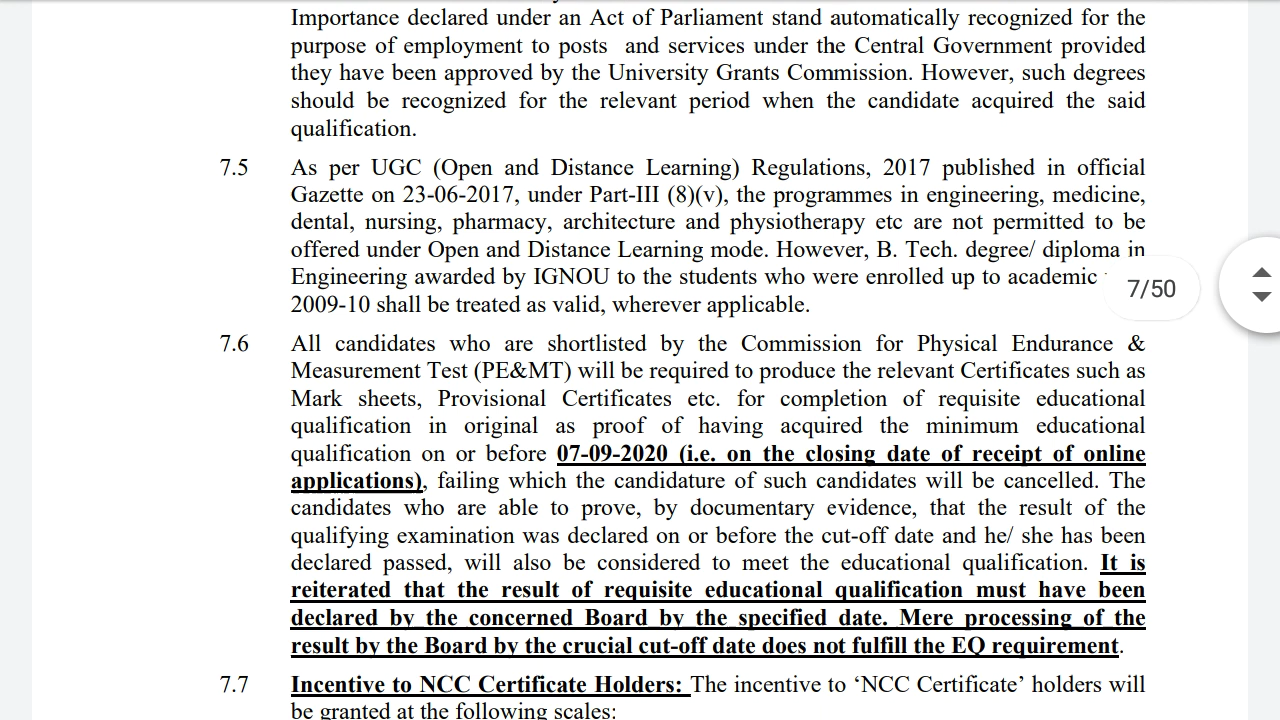 Importance declared under an Act of Parliament stand automatically recognized for the
purpose of employment to posts and services under the Central Government provided
they have been approved by the University Grants Commission. However, such degrees
should be recognized for the relevant period when the candidate acquired the said
qualification.
7.5 As per UGC (Open and Distance Learning) Regulations, 2017 published in official
Gazette on 23-06-2017, under Part-III (8)(v), the programmes in engineering, medicine,
dental, nursing, pharmacy, architecture and physiotherapy etc are not permitted to be
offered under Open and Distance Learning mode. However, B. Tech. degree/ diploma in
Engineering awarded by IGNOU to the students who were enrolled up to academic
7/50
2009-10 shall be treated as valid, wherever applicable.
7.6 All candidates who are shortlisted by the Commission for Physical Endurance &
Measurement Test (PE&MT) will be required to produce the relevant Certificates such as
Mark sheets, Provisional Certificates etc. for completion of requisite educational
qualification in original as proof of having acquired the minimum educational
qualification on or before 07-09-2020 (i.e. on the closing date of receipt of online
applications), failing which the candidature of such candidates will be cancelled. The
candidates who are able to prove, by documentary evidence, that the result of the
qualifying examination was declared on or before the cut-off date and he/ she has been
declared passed, will also be considered to meet the educational qualification. It is
reiterated that the result of requisite educational qualification must have been
declared by the concerned Board by the specified date. Mere processing of the
result by the Board by the crucial cut-off date does not fulfill the EQ requirement.
7.7 Incentive to NCC Certificate Holders: The incentive to ‘NCC Certificate’ holders will
be granted at the following scales: